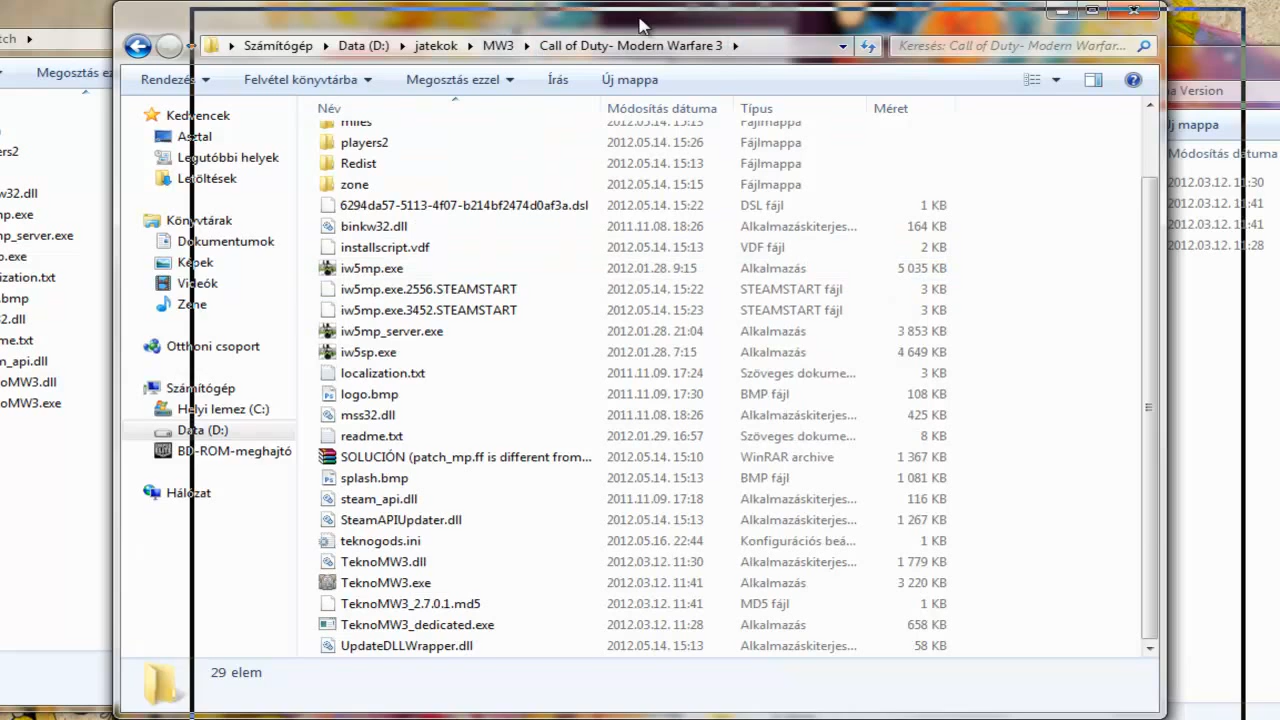 tch
Számítógép Data (D:) jatekok MW3 Call of Duty- Modern Warfare 3 Keresés: Call of Duty- Modern Warfar...
Rendezés Felvétel könyvtárba Megosztás ezzel Írás Új mappa
Név Módosítás dátuma Típus Méret
miles 2012.05.14. 15:13 Fájlmappa
players2 2012.05.14. 15:26 Fájlmappa
Redist 2012.05.14. 15:13 Fájlmappa
zone 2012.05.14. 15:15 Fájlmappa
6294da57-5113-4f07-b214bf2474d0af3a.dsl 2012.05.14. 15:22 DSL fájl 1 KB
binkw32.dll 2011.11.08. 18:26 Alkalmazáskiterjes... 164 KB
installscript.vdf 2012.05.14. 15:13 VDF fájl 2 KB
iw5mp.exe 2012.01.28. 9:15 Alkalmazás 5 035 KB
iw5mp.exe.2556.STEAMSTART 2012.05.14. 15:22 STEAMSTART fájl 3 KB
iw5mp.exe.3452.STEAMSTART 2012.05.14. 15:23 STEAMSTART fájl 3 KB
iw5mp_server.exe 2012.01.28. 21:04 Alkalmazás 3 853 KB
iw5sp.exe 2012.01.28. 7:15 Alkalmazás 4 649 KB
localization.txt 2011.11.09. 17:24 Szöveges dokume... 3 KB
logo.bmp 2011.11.09. 17:30 BMP fájl 108 KB
mss32.dll 2011.11.08. 18:26 Alkalmazáskiterjes... 425 KB
readme.txt 2012.01.29. 16:57 Szöveges dokume... 8 KB
SOLUCIÓN (patch_mp.ff is different from... 2012.05.14. 15:10 WinRAR archive 1 367 KB
splash.bmp 2012.05.14. 15:13 BMP fájl 1 081 KB
steam_api.dll 2011.11.09. 17:18 Alkalmazáskiterjes... 116 KB
SteamAPIUpdater.dll 2012.05.14. 15:13 Alkalmazáskiterjes... 1 267 KB
teknogods.ini 2012.05.16. 22:44 Konfigurációs beá... 1 KB
TeknoMW3.dll 2012.03.12. 11:30 Alkalmazáskiterjes... 1 779 KB
TeknoMW3.exe 2012.03.12. 11:41 Alkalmazás 3 220 KB
TeknoMW3_2.7.0.1.md5 2012.03.12. 11:41 MD5 fájl 1 KB
TeknoMW3_dedicated.exe 2012.03.12. 11:28 Alkalmazás 658 KB
UpdateDLLWrapper.dll 2012.05.14. 15:13 Alkalmazáskiterjes... 58 KB
Kedvencek
Asztal
Legutóbbi helyek
Letöltések
Könyvtárak
Dokumentumok
Képek
Videók
Zene
Otthoni csoport
Számítógép
Helyi lemez (C:)
Data (D:)
BD-ROM-meghajtó
Hálózat
29 elem
Megosztás ez
ers2
w32.dll
mp.exe
mp_server.exe
p.exe
lization.txt
.bmp
2.dll
me.txt
_api.dll
oMW3.dll
oMW3.exe
a Version
Új mappa
Módosítás dátuma
2012.03.12. 11:30
2012.03.12. 11:41
2012.03.12. 11:41
2012.03.12. 11:28